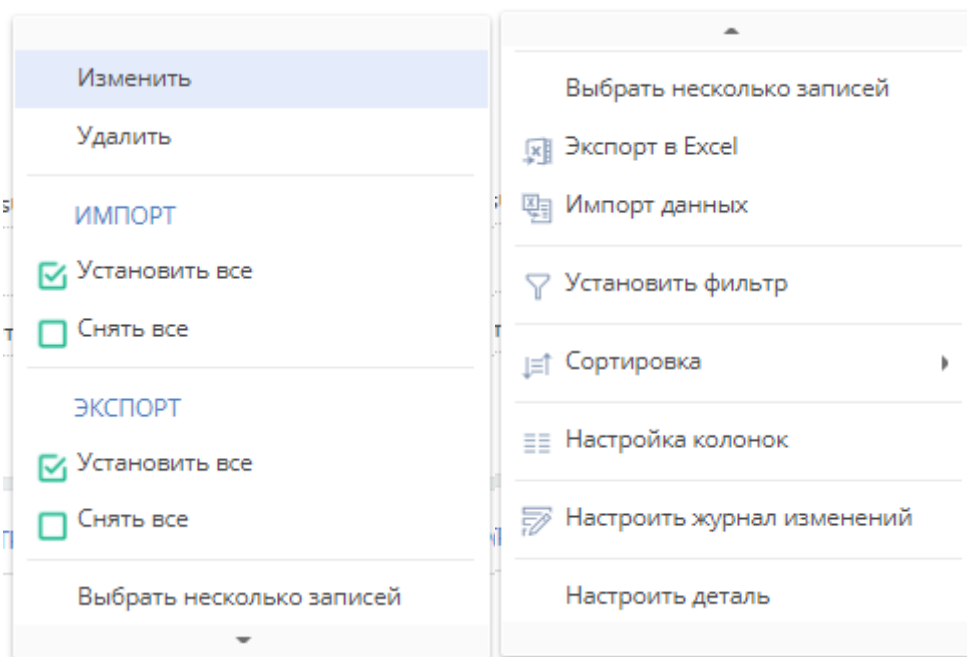 Изменить
Удалить
ИМПОРТ
Установить все
Снять все
ЭКСПОРТ
Установить все
Снять все
Выбрать несколько записей
Выбрать несколько записей
Экспорт в Excel
Импорт данных
Установить фильтр
Сортировка
Настройка колонок
Настроить журнал изменений
Настроить деталь